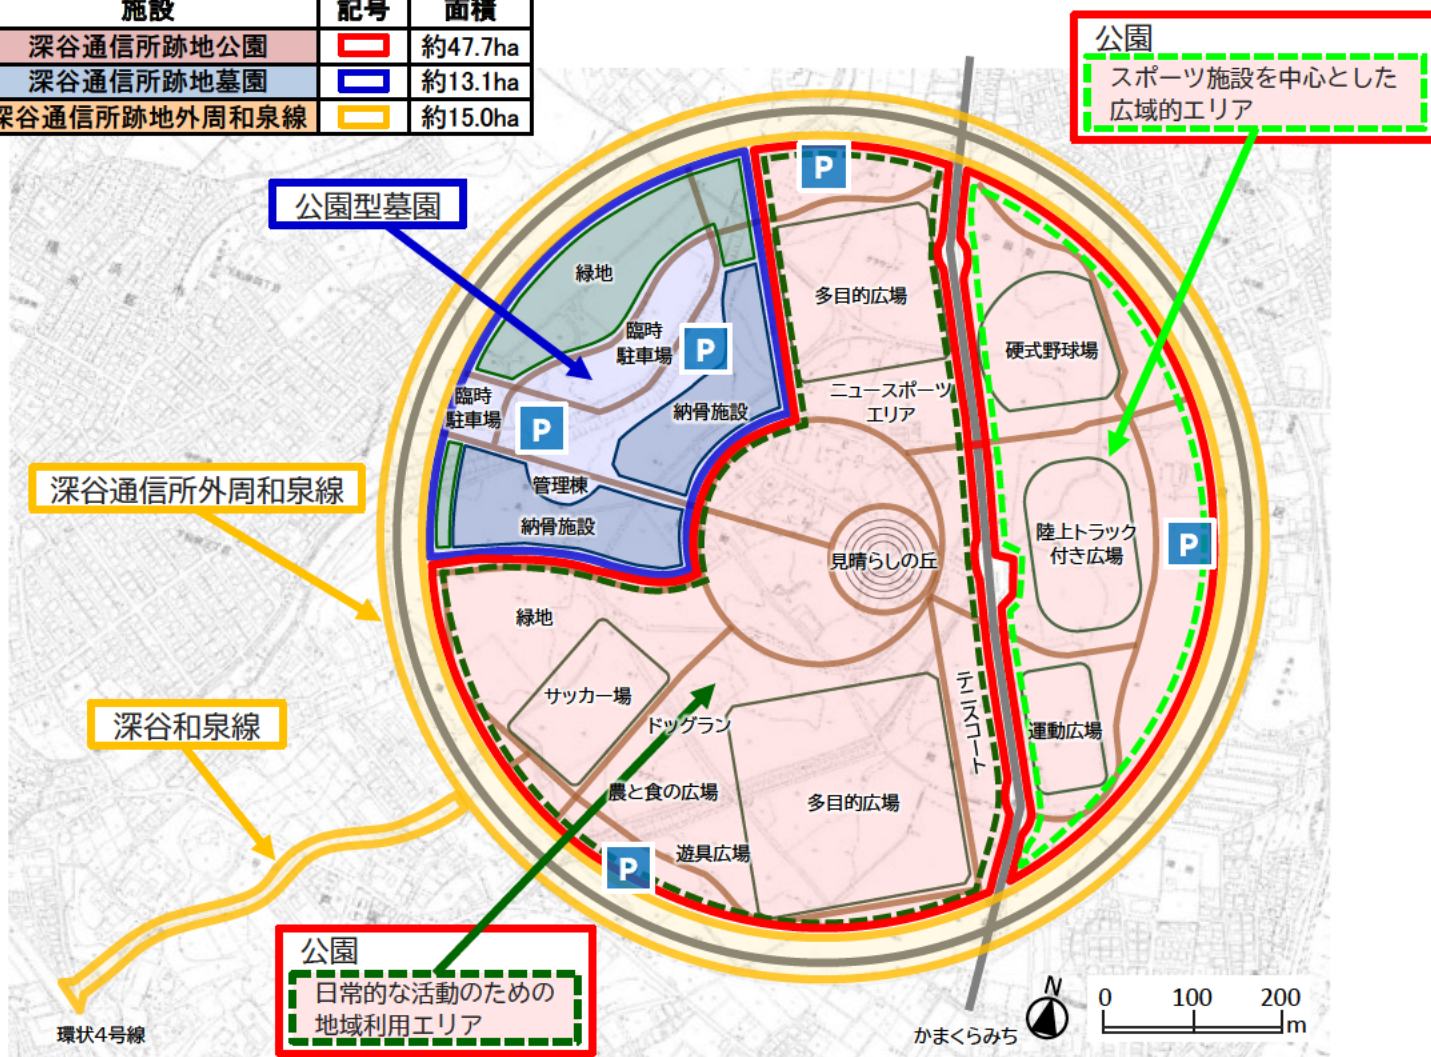 施設 記号 面積
深谷通信所跡地公園 約47.7ha
深谷通信所跡地墓園 約13.1ha
深谷通信所跡地外周和泉線 約15.0ha
公園
スポーツ施設を中心とした
広域的エリア
P
公園型墓園
緑地
多目的広場
臨時
駐車場
P
硬式野球場
臨時
駐車場
P
納骨施設
ニュースポーツ
エリア
深谷通信所外周和泉線
管理棟
納骨施設
陸上トラック
付き広場
P
見晴らしの丘
緑地
サッカー場
テニスコート
深谷和泉線
ドッグラン
運動広場
農と食の広場
多目的広場
遊具広場
P
公園
日常的な活動のための
地域利用エリア
環状4号線
かまくらみち
N
0 100 200
m